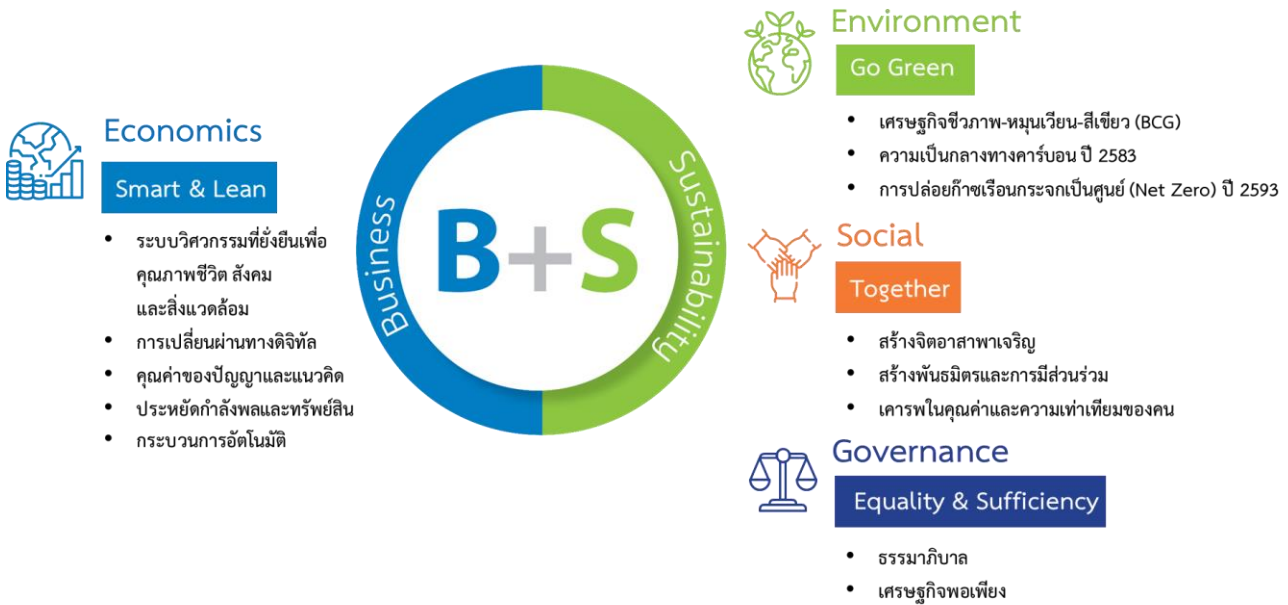 Economics
Smart & Lean
• ระบบวิศวกรรมที่ยั่งยืนเพื่อ
คุณภาพชีวิต สังคม
และสิ่งแวดล้อม
• การเปลี่ยนผ่านทางดิจิทัล
• คุณค่าของปัญญาและแนวคิด
• ประหยัดกำลังพลและทรัพย์สิน
• กระบวนการอัตโนมัติ
Business
B+S
Sustainability
Environment
Go Green
• เศรษฐกิจชีวภาพ-หมุนเวียน-สีเขียว (BCG)
• ความเป็นกลางทางคาร์บอน ปี 2583
• การปล่อยก๊าซเรือนกระจกเป็นศูนย์ (Net Zero) ปี 2593
Social
Together
• สร้างจิตอาสาพาเจริญ
• สร้างพันธมิตรและการมีส่วนร่วม
• เคารพในคุณค่าและความเท่าเทียมของคน
Governance
Equality & Sufficiency
• ธรรมาภิบาล
• เศรษฐกิจพอเพียง